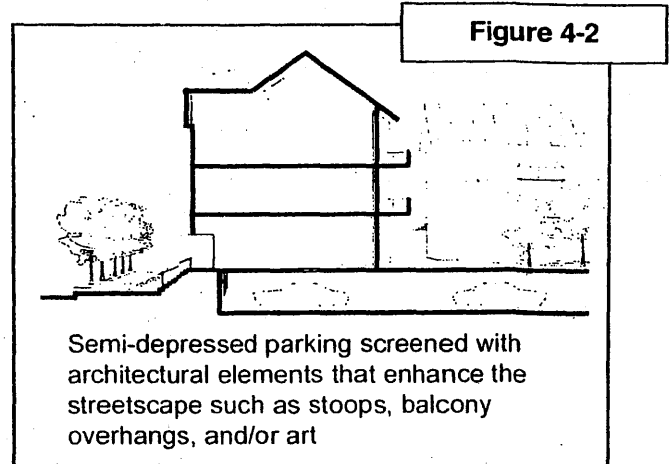 Figure 4-2
Semi-depressed parking screened with
architectural elements that enhance the
streetscape such as stoops, balcony
overhangs, and/or art